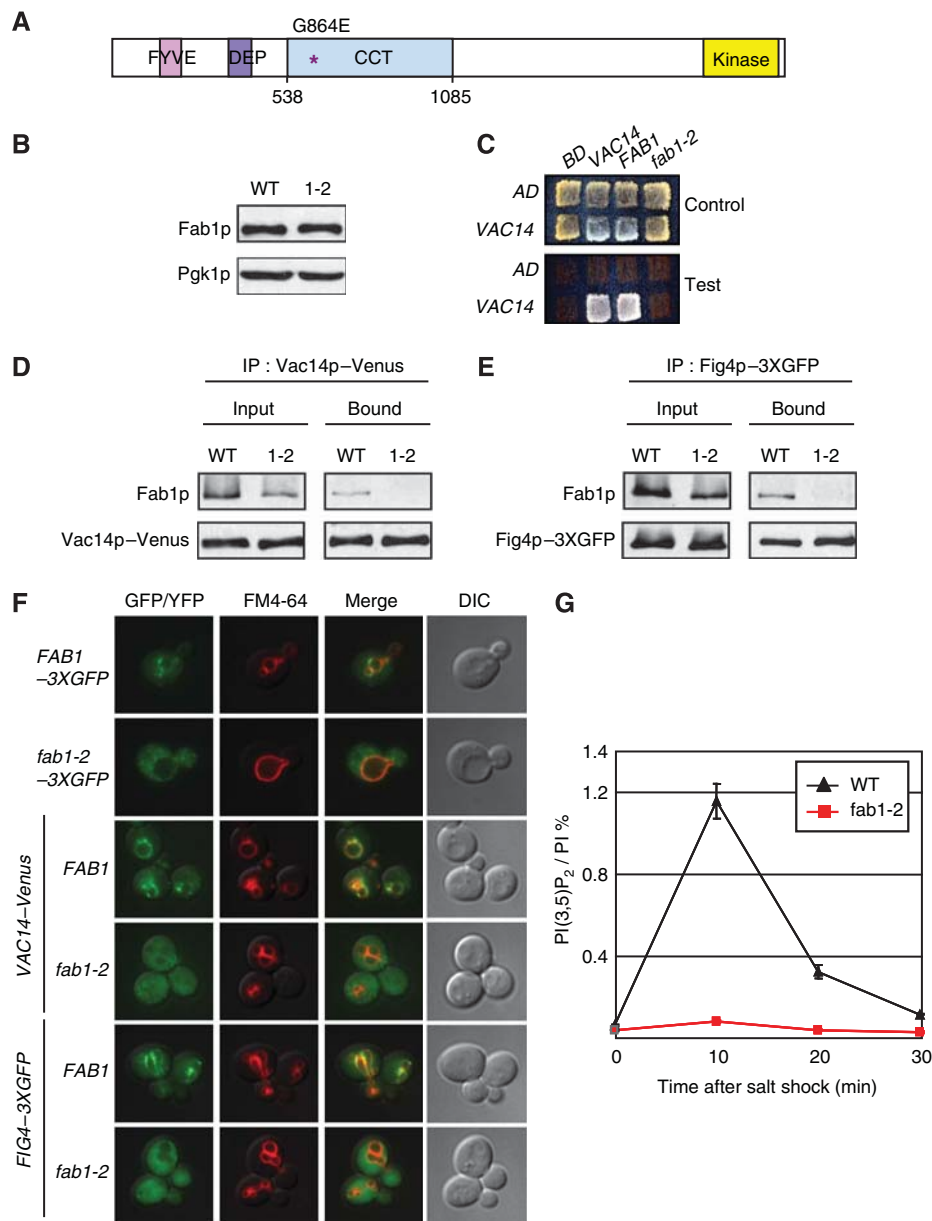 A
G864E
FYVE DEP * CCT Kinase
538 1085
B
WT 1-2
Fab1p
Pgk1p
C
BD VAC14 FAB1 fab1-2
AD
VAC14
Control
AD
VAC14
Test
D
IP : Vac14p–Venus
Input Bound
WT 1-2 WT 1-2
Fab1p
Vac14p–Venus
E
IP : Fig4p–3XGFP
Input Bound
WT 1-2 WT 1-2
Fab1p
Fig4p–3XGFP
F
GFP/YFP FM4-64 Merge DIC
FAB1
–3XGFP
fab1-2
–3XGFP
VAC14–Venus
FAB1
fab1-2
FIG4–3XGFP
FAB1
fab1-2
G
PI(3,5)P2 / PI %
1.4
1.2
0.8
0.4
WT
fab1-2
0 10 20 30
Time after salt shock (min)